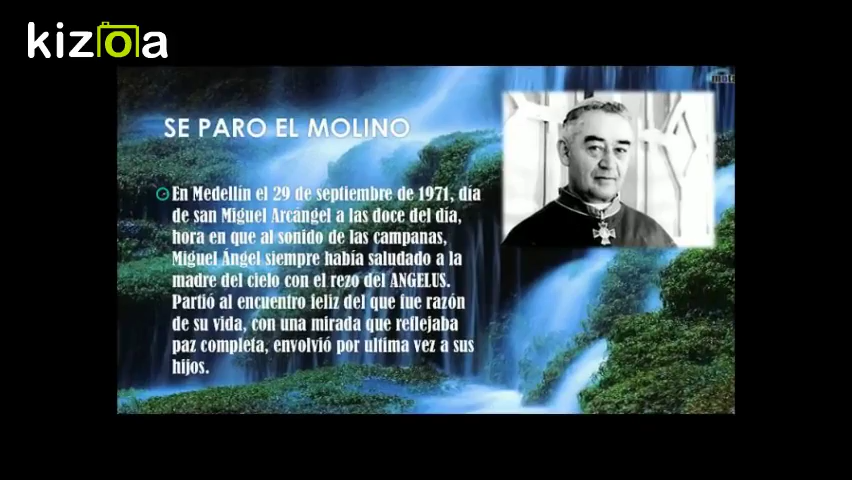 kizoa
SE PARO EL MOLINO
En Medellín el 29 de septiembre de 1971, día
de san Miguel Arcángel a las doce del día,
hora en que al sonido de las campanas,
Miguel Ángel siempre había saludado a la
madre del cielo con el rezo del ANGELUS.
Partió al encuentro feliz del que fue razón
de su vida, con una mirada que reflejaba
paz completa, envolvió por ultima vez a sus
hijos.